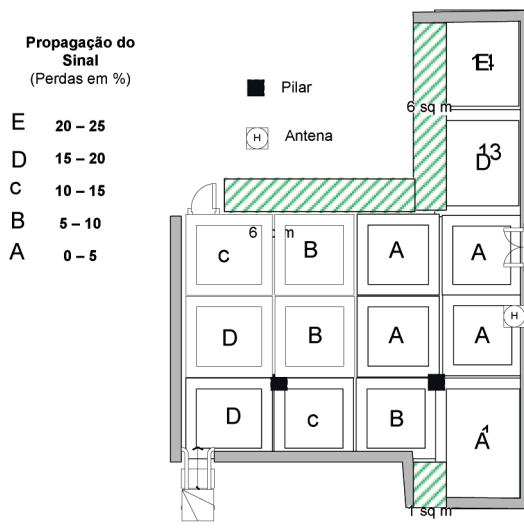 Propagação do
Sinal
(Perdas em %)
E 20 – 25
D 15 – 20
c 10 – 15
B 5 – 10
A 0 – 5
Pilar
H Antena
E
6 sq m
D 13
6 m
c B A A
D B A A
H
D c B A
1 sq m